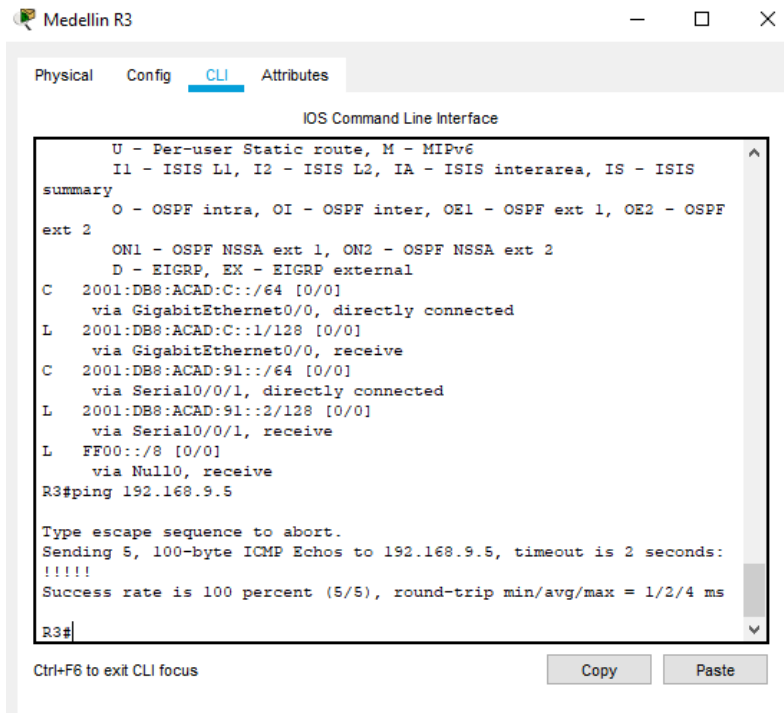 Medellin R3
Physical Config CLI Attributes
IOS Command Line Interface
U - Per-user Static route, M - MIPv6
I1 - ISIS L1, I2 - ISIS L2, IA - ISIS interarea, IS - ISIS
summary
O - OSPF intra, OI - OSPF inter, OE1 - OSPF ext 1, OE2 - OSPF
ext 2
ON1 - OSPF NSSA ext 1, ON2 - OSPF NSSA ext 2
D - EIGRP, EX - EIGRP external
C 2001:DB8:ACAD:C::/64 [0/0]
via GigabitEthernet0/0, directly connected
L 2001:DB8:ACAD:C::1/128 [0/0]
via GigabitEthernet0/0, receive
C 2001:DB8:ACAD:91::/64 [0/0]
via Serial0/0/1, directly connected
L 2001:DB8:ACAD:91::2/128 [0/0]
via Serial0/0/1, receive
L FF00::/8 [0/0]
via Null0, receive
R3#ping 192.168.9.5
Type escape sequence to abort.
Sending 5, 100-byte ICMP Echos to 192.168.9.5, timeout is 2 seconds:
!!!!!
Success rate is 100 percent (5/5), round-trip min/avg/max = 1/2/4 ms
R3#
Ctrl+F6 to exit CLI focus
Copy Paste